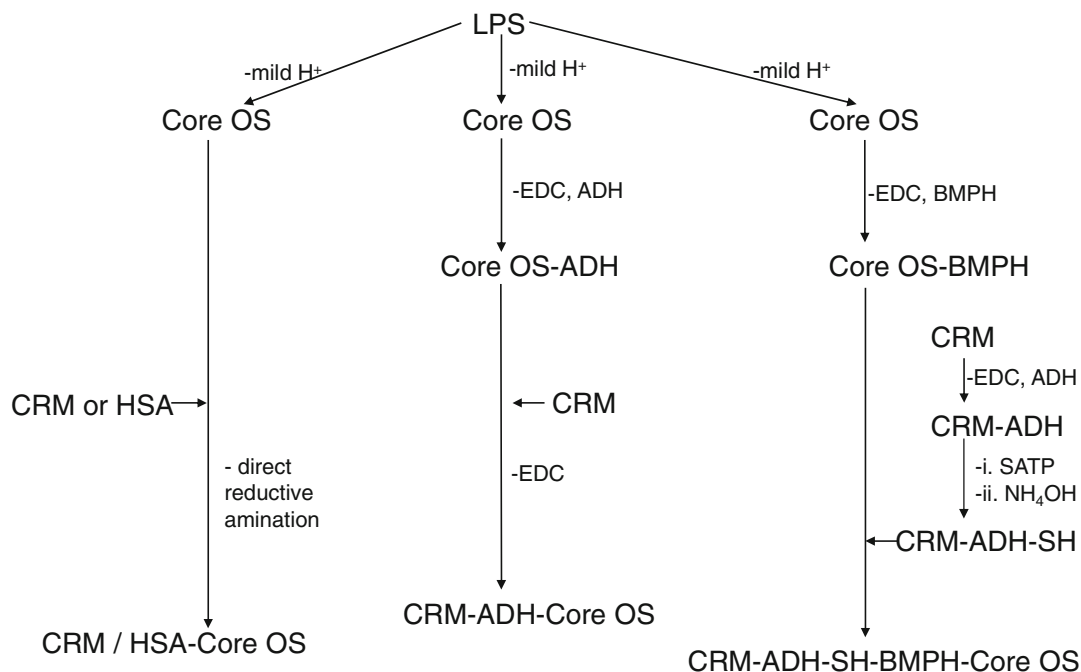 LPS
-mild H⁺
-mild H⁺
-mild H⁺
Core OS
Core OS
Core OS
-EDC, ADH
-EDC, BMPH
Core OS-ADH
Core OS-BMPH
CRM
-EDC, ADH
CRM or HSA
CRM
CRM-ADH
- direct
reductive
amination
-EDC
-i. SATP
-ii. NH₄OH
CRM-ADH-SH
CRM-ADH-Core OS
CRM / HSA-Core OS
CRM-ADH-SH-BMPH-Core OS